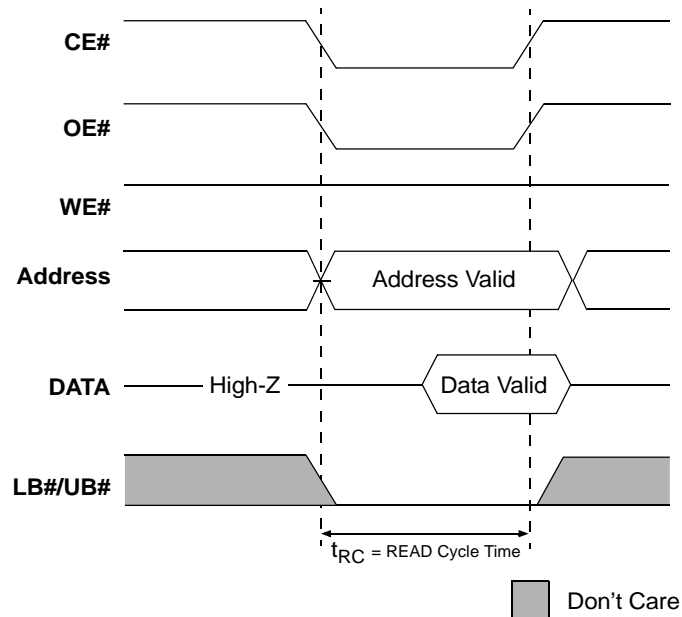 CE#
OE#
WE#
Address
Address Valid
DATA
High-Z
Data Valid
LB#/UB#
tRC = READ Cycle Time
Don't Care